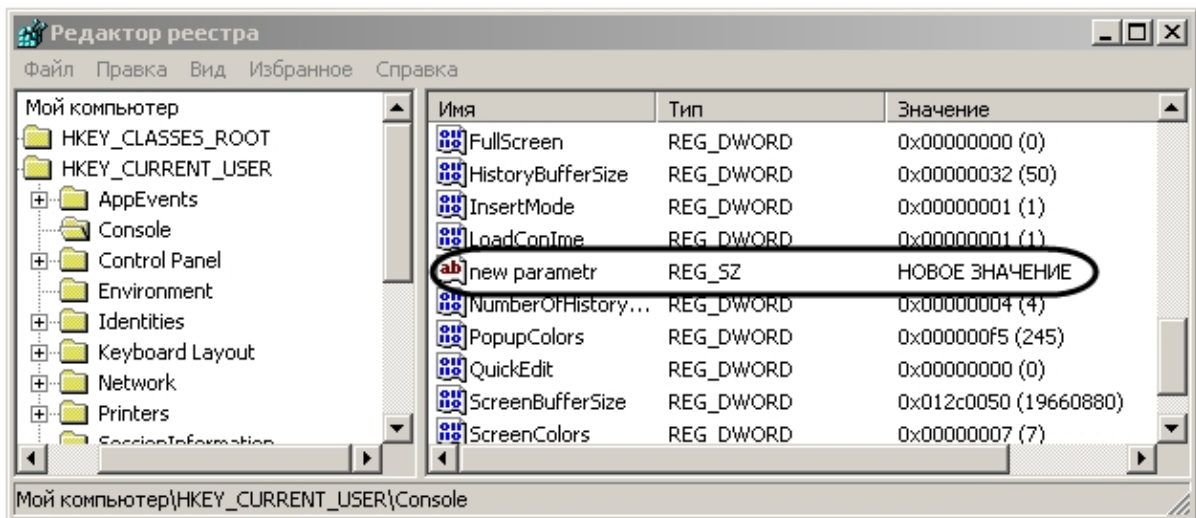 Редактор реестра
Файл Правка Вид Избранное Справка
Мой компьютер
HKEY_CLASSES_ROOT
HKEY_CURRENT_USER
AppEvents
Console
Control Panel
Environment
Identities
Keyboard Layout
Network
Printers
SessionInformation
Имя Тип Значение
FullScreen REG_DWORD 0x00000000 (0)
HistoryBufferSize REG_DWORD 0x00000032 (50)
InsertMode REG_DWORD 0x00000001 (1)
LoadConIme REG_DWORD 0x00000001 (1)
ab new parametr REG_SZ НОВОЕ ЗНАЧЕНИЕ
NumberOfHistory... REG_DWORD 0x00000004 (4)
PopupColors REG_DWORD 0x000000f5 (245)
QuickEdit REG_DWORD 0x00000000 (0)
ScreenBufferSize REG_DWORD 0x012c0050 (19660880)
ScreenColors REG_DWORD 0x00000007 (7)
Мой компьютер\HKEY_CURRENT_USER\Console